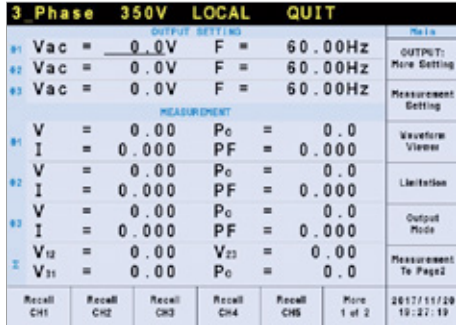 3_Phase 350V LOCAL QUIT
OUTPUT SETTING
Main
ø1 Vac = 0.0V F = 60.00Hz
OUTPUT:
More Setting
ø2 Vac = 0.0V F = 60.00Hz
ø3 Vac = 0.0V F = 60.00Hz
Measurement
Setting
MEASUREMENT
ø1 V = 0.00 Po = 0.0
I = 0.000 PF = 0.000
Waveform
Viewer
ø2 V = 0.00 Po = 0.0
I = 0.000 PF = 0.000
Limitation
ø3 V = 0.00 Po = 0.0
I = 0.000 PF = 0.000
Output
Mode
Σ V12 = 0.00 V23 = 0.00
V31 = 0.00 Po = 0.0
Measurement
To Page2
Recall CH1
Recall CH2
Recall CH3
Recall CH4
Recall CH5
More 1 of 2
2017/11/20
19:27:19